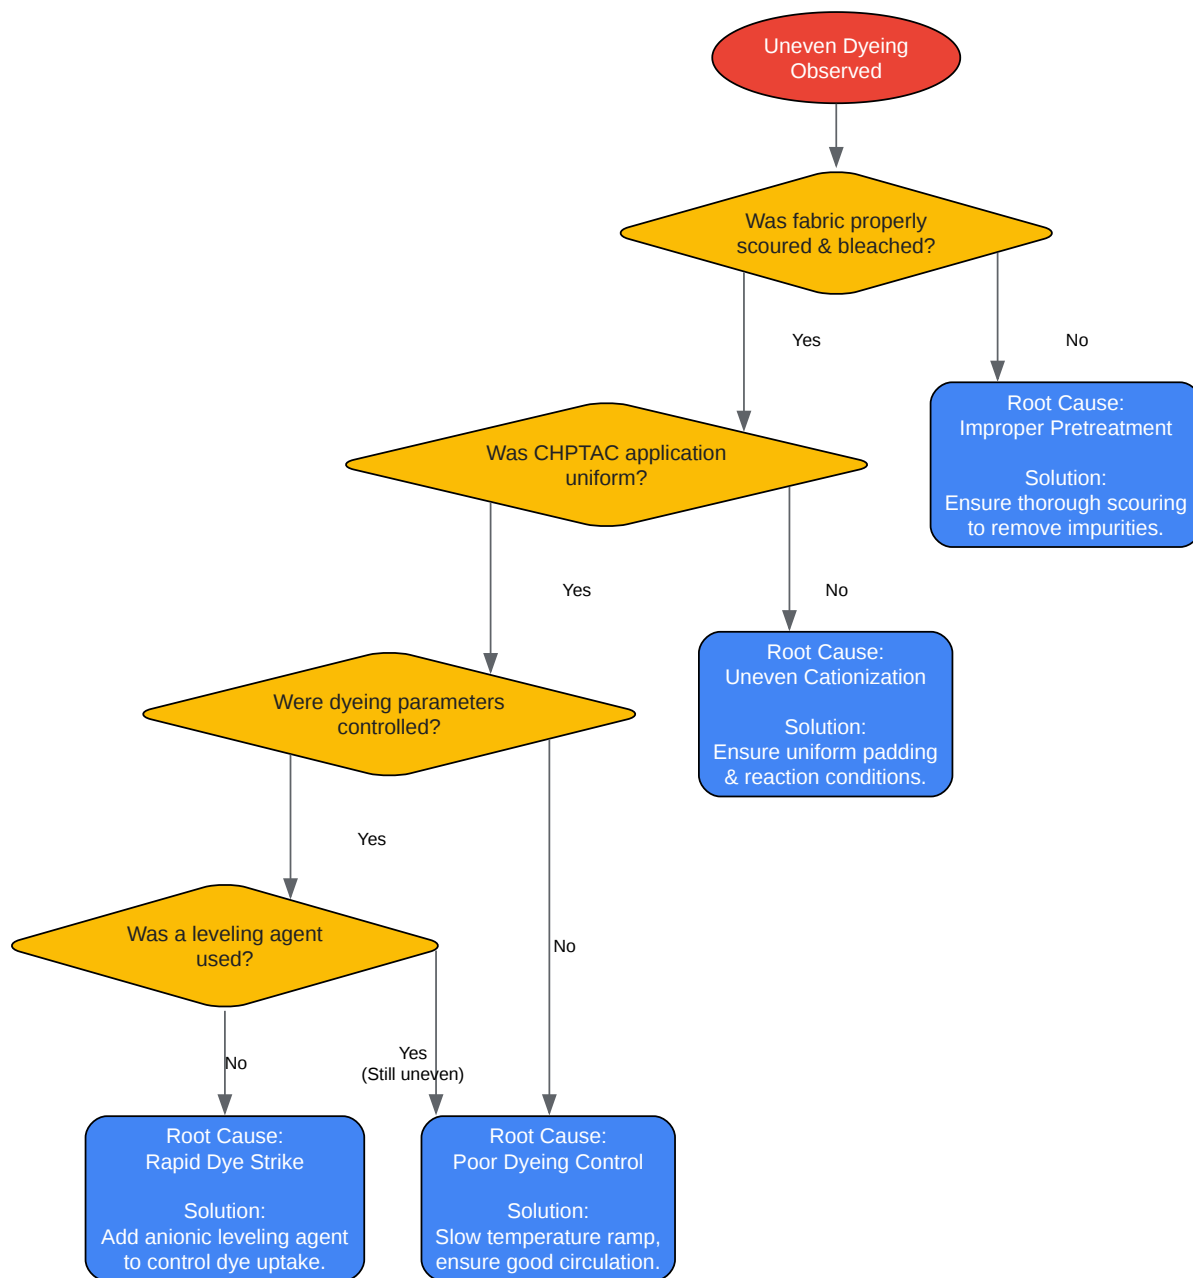 Uneven Dyeing
Observed
Was fabric properly
scoured & bleached?
Yes
No
Root Cause:
Improper Pretreatment
Solution:
Ensure thorough scouring
to remove impurities.
Was CHPTAC application
uniform?
Yes
No
Root Cause:
Uneven Cationization
Solution:
Ensure uniform padding
& reaction conditions.
Were dyeing parameters
controlled?
Yes
No
Was a leveling agent
used?
No
Yes
(Still uneven)
Root Cause:
Rapid Dye Strike
Solution:
Add anionic leveling agent
to control dye uptake.
Root Cause:
Poor Dyeing Control
Solution:
Slow temperature ramp,
ensure good circulation.